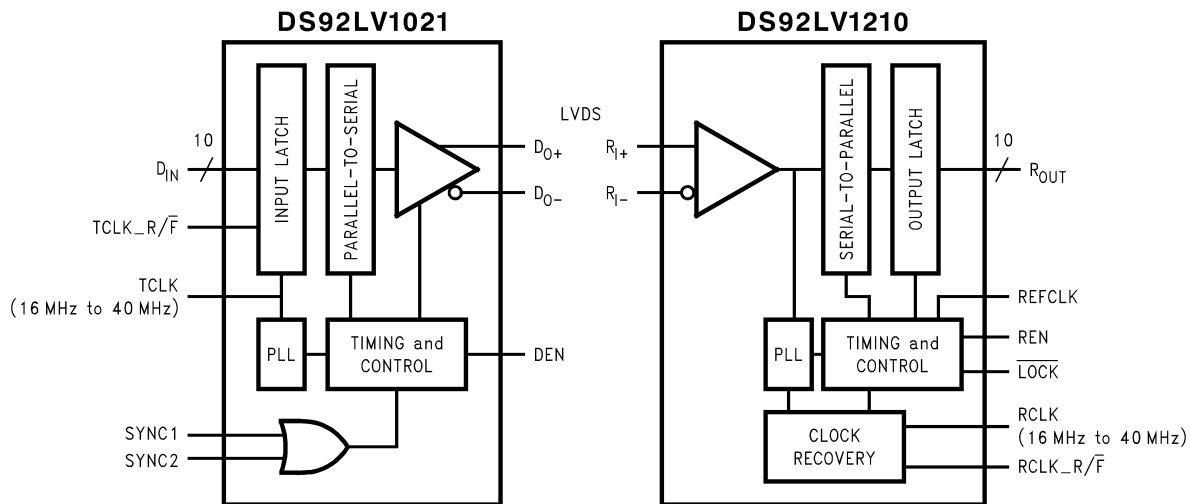 DS92LV1021
DS92LV1210
10
D_IN
TCLK_R/F̅
TCLK
(16 MHz to 40 MHz)
SYNC1
SYNC2
INPUT LATCH
PARALLEL-TO-SERIAL
PLL
TIMING and
CONTROL
D_O+
D_O-
DEN
LVDS
R_I+
R_I-
SERIAL-TO-PARALLEL
OUTPUT LATCH
PLL
TIMING and
CONTROL
CLOCK
RECOVERY
10
R_OUT
REFCLK
REN
L̅O̅C̅K̅
RCLK
(16 MHz to 40 MHz)
RCLK_R/F̅